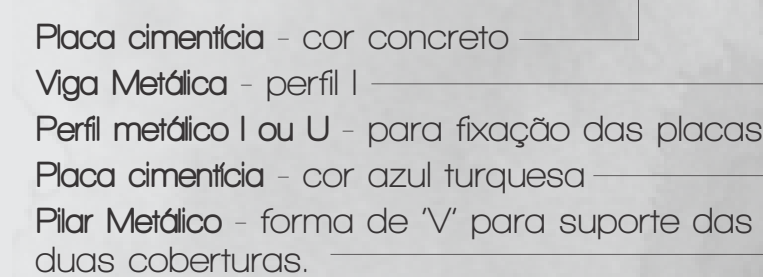 Placa cimentícia - cor concreto
Viga Metálica - perfil I
Perfil metálico I ou U - para fixação das placas
Placa cimentícia - cor azul turquesa
Pilar Metálico - forma de 'V' para suporte das
duas coberturas.